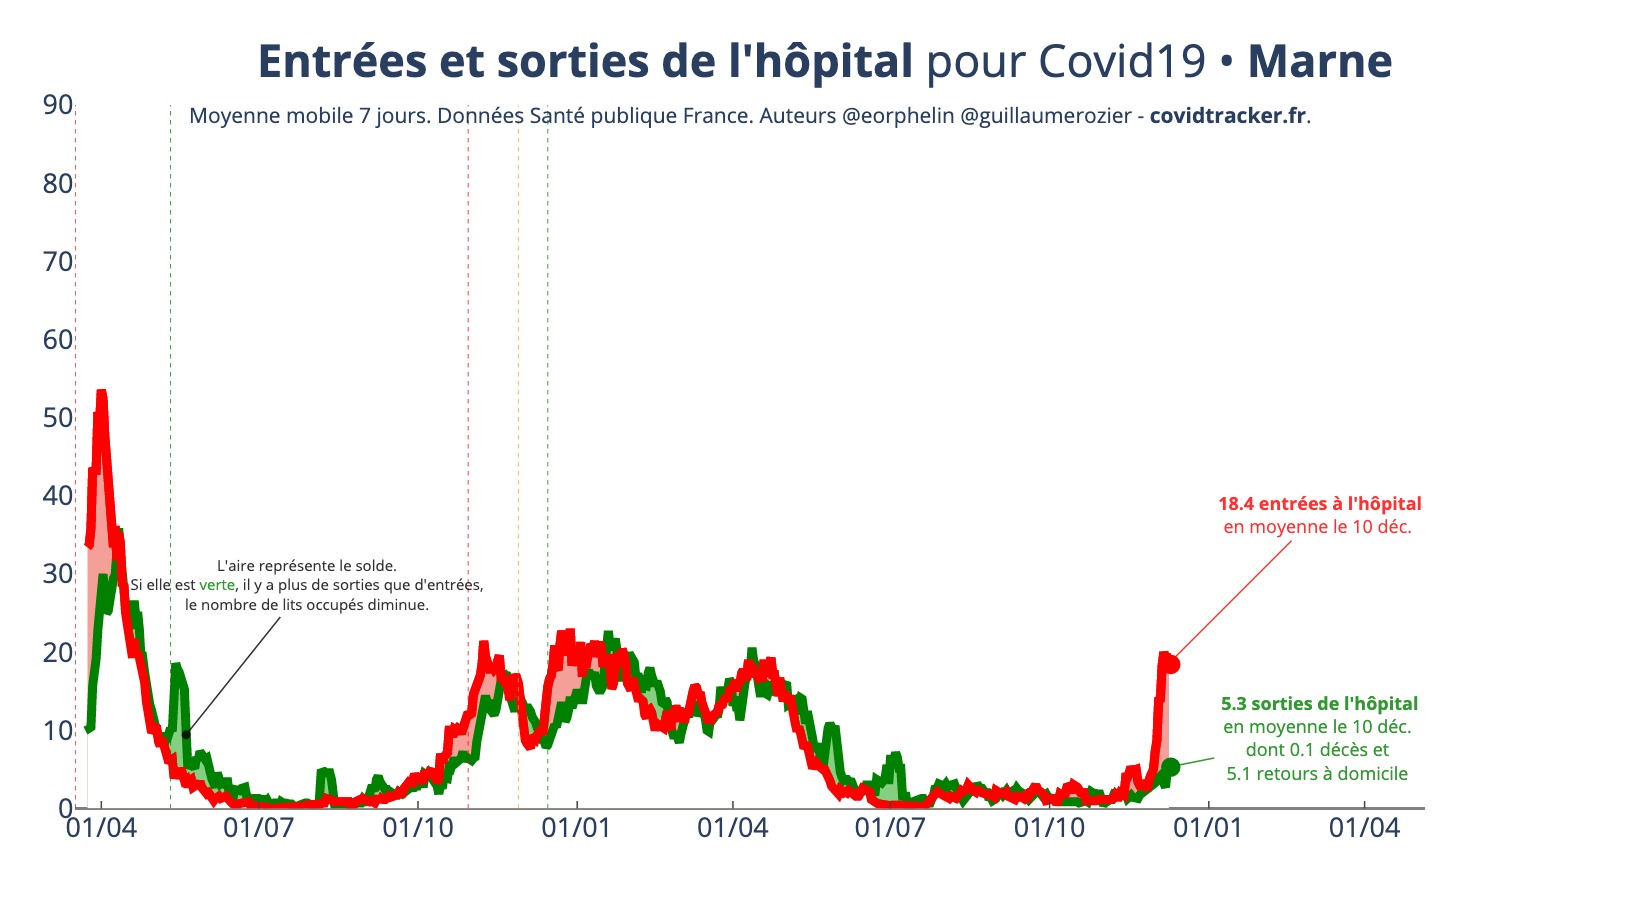 Entrées et sorties de l'hôpital pour Covid19 • Marne
Moyenne mobile 7 jours. Données Santé publique France. Auteurs @eorphelin @guillaumerozier - covidtracker.fr.
90
80
70
60
50
40
30
20
10
0
18.4 entrées à l'hôpital
en moyenne le 10 déc.
L'aire représente le solde.
Si elle est verte, il y a plus de sorties que d'entrées,
le nombre de lits occupés diminue.
5.3 sorties de l'hôpital
en moyenne le 10 déc.
dont 0.1 décès et
5.1 retours à domicile
01/04 01/07 01/10 01/01 01/04 01/07 01/10 01/01 01/04